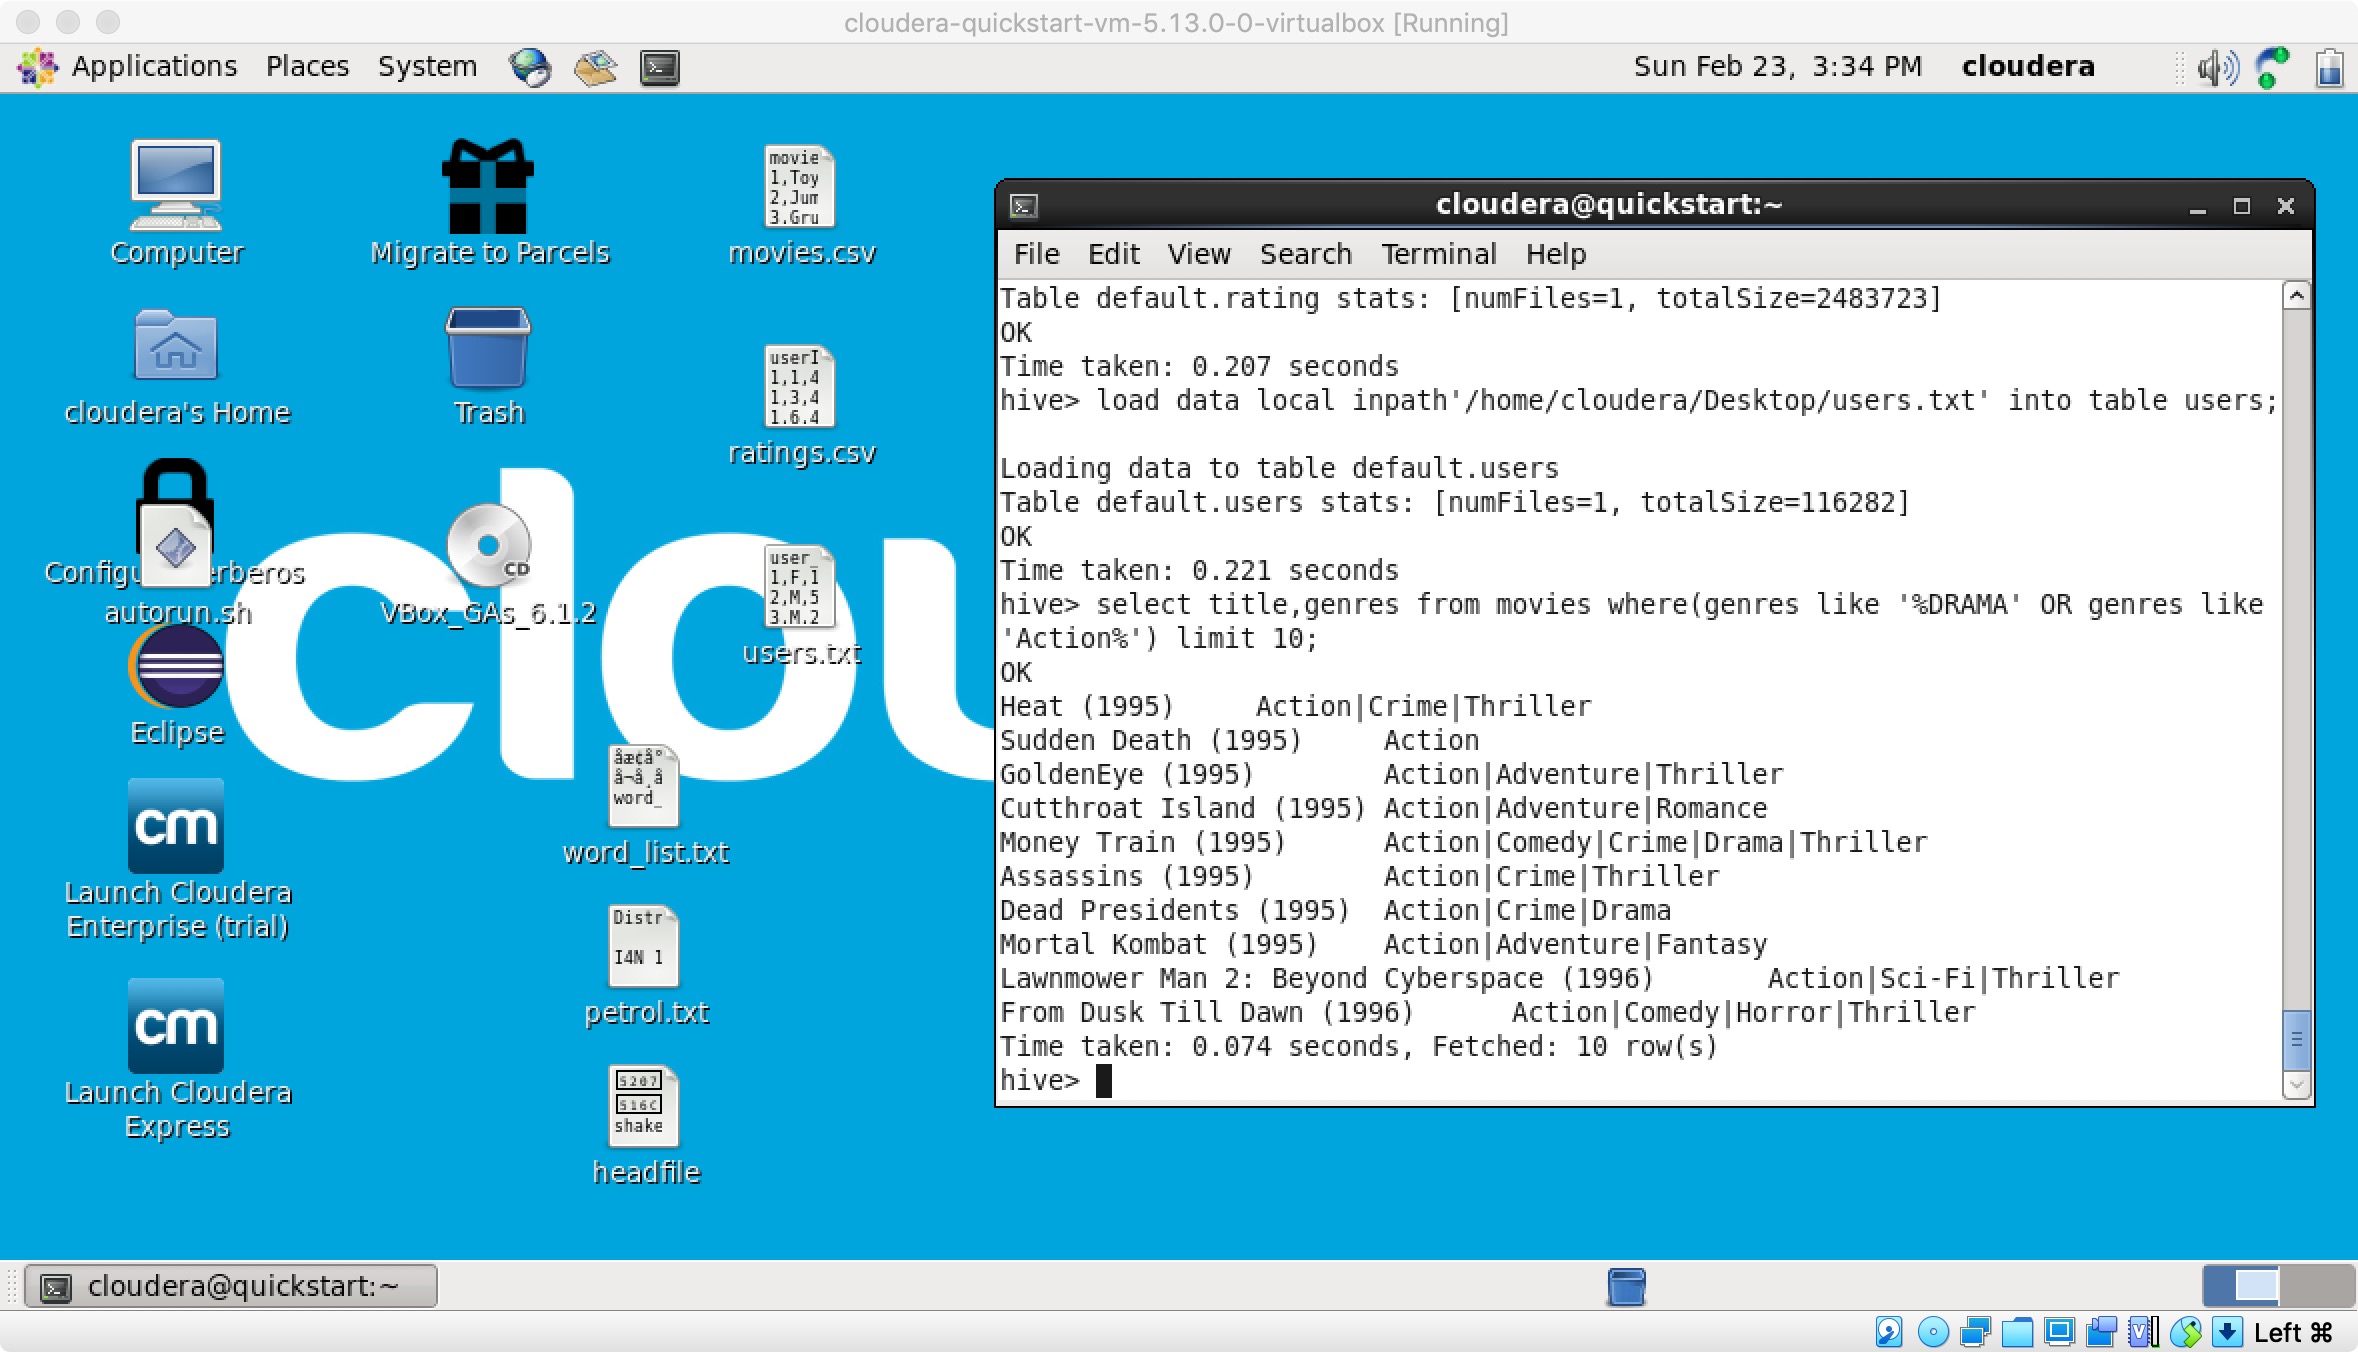 cloudera-quickstart-vm-5.13.0-0-virtualbox [Running]
Applications Places System
Sun Feb 23, 3:34 PM cloudera
Computer
Migrate to Parcels
movie
1,Toy
2,Jum
3.Gru
movies.csv
cloudera's Home
Trash
userI
1,1,4
1,3,4
1.6.4
ratings.csv
autorun.sh
CD
VBox_GAs_6.1.2
user_
1,F,1
2,M,5
3.M.2
users.txt
Eclipse
word_
word_list.txt
cm
Launch Cloudera
Enterprise (trial)
Distr
I4N 1
petrol.txt
cm
Launch Cloudera
Express
5207
516C
shake
headfile
clou
cloudera@quickstart:~
File Edit View Search Terminal Help
Table default.rating stats: [numFiles=1, totalSize=2483723]
OK
Time taken: 0.207 seconds
hive> load data local inpath'/home/cloudera/Desktop/users.txt' into table users;
Loading data to table default.users
Table default.users stats: [numFiles=1, totalSize=116282]
OK
Time taken: 0.221 seconds
hive> select title,genres from movies where(genres like '%DRAMA' OR genres like
'Action%') limit 10;
OK
Heat (1995) Action|Crime|Thriller
Sudden Death (1995) Action
GoldenEye (1995) Action|Adventure|Thriller
Cutthroat Island (1995) Action|Adventure|Romance
Money Train (1995) Action|Comedy|Crime|Drama|Thriller
Assassins (1995) Action|Crime|Thriller
Dead Presidents (1995) Action|Crime|Drama
Mortal Kombat (1995) Action|Adventure|Fantasy
Lawnmower Man 2: Beyond Cyberspace (1996) Action|Sci-Fi|Thriller
From Dusk Till Dawn (1996) Action|Comedy|Horror|Thriller
Time taken: 0.074 seconds, Fetched: 10 row(s)
hive>
cloudera@quickstart:~
Left ⌘